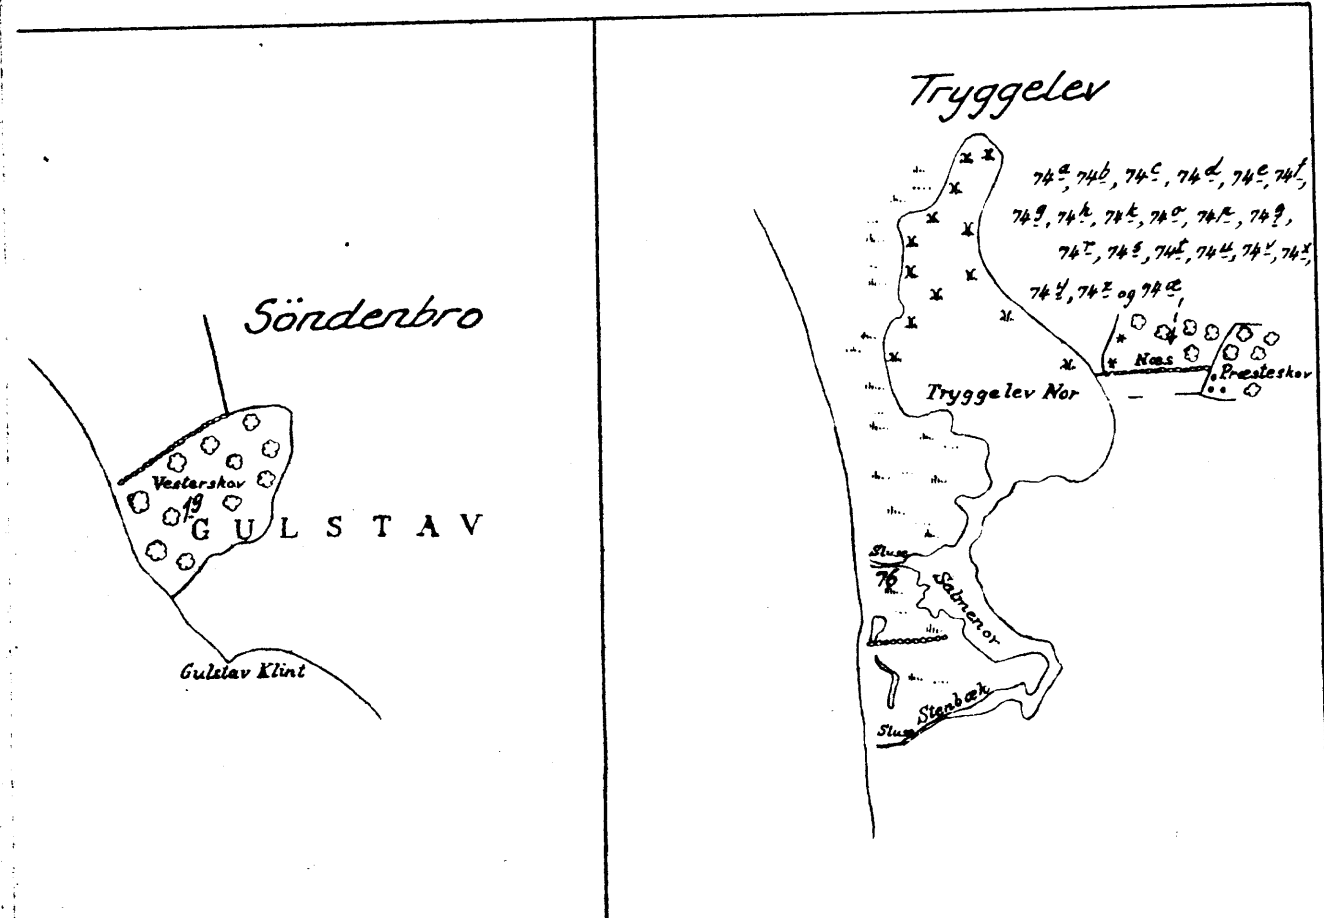 Söndenbro
Vesterskov
19
GULSTAV
Gulstav Klint
Tryggelev
74a, 74b, 74c, 74d, 74e, 74f,
74g, 74h, 74k, 74o, 74p, 74q,
74r, 74s, 74t, 74u, 74v, 74x,
74y, 74z og 74æ
Næs
Præsteskov
Tryggelev Nor
Sluse
76
Salmenor
Stenbæk
Sluse